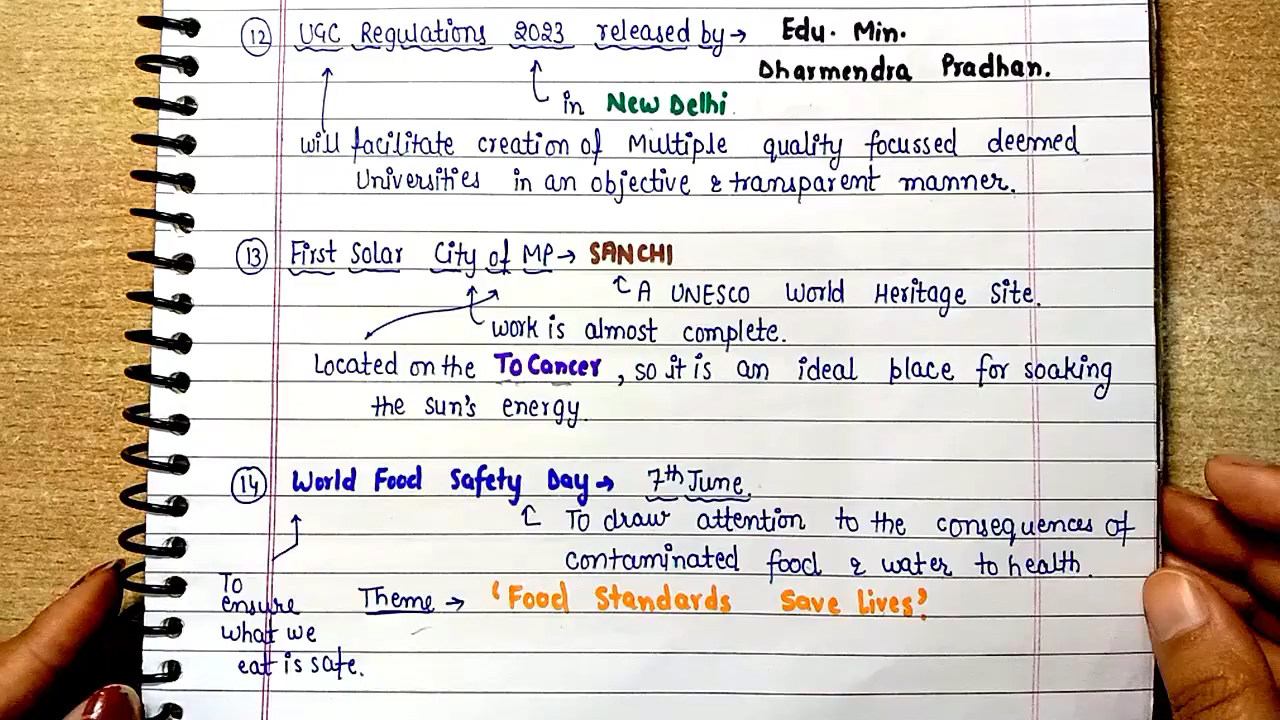 12 UGC Regulations 2023 released by → Edu. Min.
Dharmendra Pradhan.
in New Delhi.
will facilitate creation of Multiple quality focussed deemed
Universities in an objective & transparent manner.
13 First Solar City of MP → SANCHI
A UNESCO World Heritage Site.
work is almost complete.
Located on the ToCancer, so it is an ideal place for soaking
the sun's energy.
14 World Food Safety Day → 7th June.
To draw attention to the consequences of
contaminated food & water to health.
To
ensure
what we
eat is safe.
Theme → 'Food Standards Save Lives'